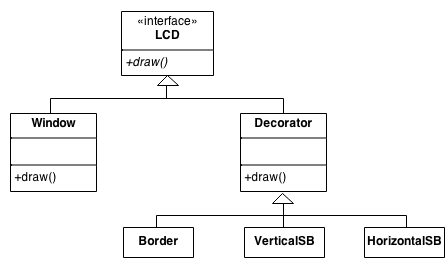 «interface»
LCD
+draw()
Window
+draw()
Decorator
+draw()
Border
VerticalSB
HorizontalSB